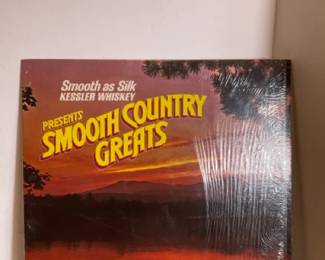 Smooth as Silk
KESSLER WHISKEY
PRESENTS
SMOOTH COUNTRY
GREATS